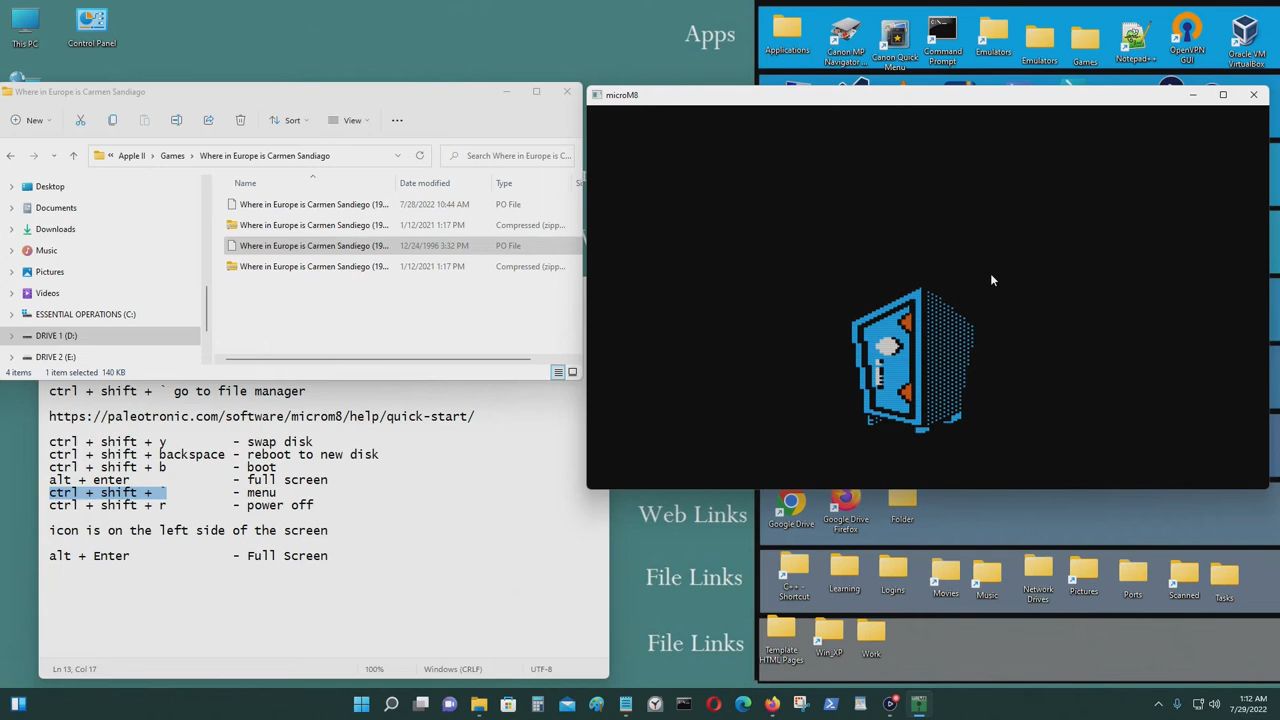 This PC
Control Panel
Apps
Applications
Canon MP Navigator ...
Canon Quick Menu
Command Prompt
Emulators
Emulators
Games
Notepad++
OpenVPN GUI
Oracle VM VirtualBox
Where in Europe is Carmen Sandiago
New
Sort
View
Apple II
Games
Where in Europe is Carmen Sandiago
Search Where in Europe is C...
Name
Date modified
Type
Desktop
Documents
Downloads
Music
Pictures
Videos
ESSENTIAL OPERATIONS (C:)
DRIVE 1 (D:)
DRIVE 2 (E:)
Where in Europe is Carmen Sandiego (19... 7/28/2022 10:44 AM PO File
Where in Europe is Carmen Sandiego (19... 1/12/2021 1:17 PM Compressed (zipp...
Where in Europe is Carmen Sandiego (19... 12/24/1996 3:32 PM PO File
Where in Europe is Carmen Sandiego (19... 1/12/2021 1:17 PM Compressed (zipp...
4 items
1 item selected 140 KB
microM8
ctrl + shift + ` go to file manager
https://paleotronic.com/software/microm8/help/quick-start/
ctrl + shift + y - swap disk
ctrl + shift + backspace - reboot to new disk
ctrl + shift + b - boot
alt + enter - full screen
ctrl + shift + ` - menu
ctrl + shift + r - power off
icon is on the left side of the screen
alt + Enter - Full Screen
Ln 13, Col 17
100%
Windows (CRLF)
UTF-8
Web Links
Google Drive
Google Drive Firefox
Folder
File Links
C++ - Shortcut
Learning
Logins
Movies
Music
Network Drives
Pictures
Ports
Scanned
Tasks
File Links
Template HTML Pages
Win_XP
Work
1:12 AM
7/29/2022